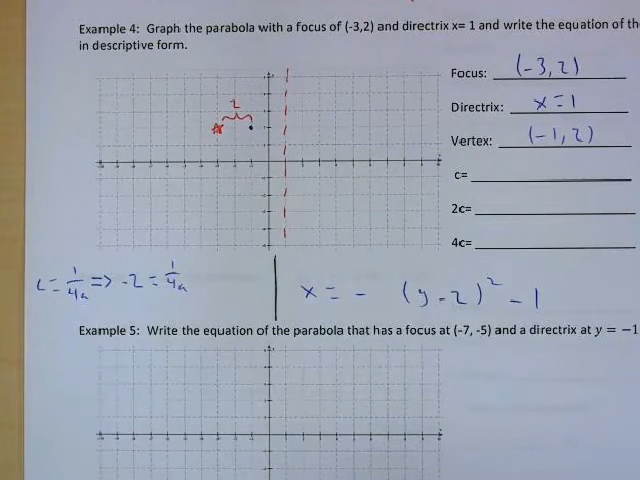 Example 4: Graph the parabola with a focus of (-3,2) and directrix x= 1 and write the equation of th
in descriptive form.
Focus: (-3, 2)
2
Directrix: x = 1
Vertex: (-1, 2)
c=
2c=
4c=
c = 1/4a => -2 = 1/4a
x = - (y - 2)² - 1
Example 5: Write the equation of the parabola that has a focus at (-7, -5) and a directrix at y = −1